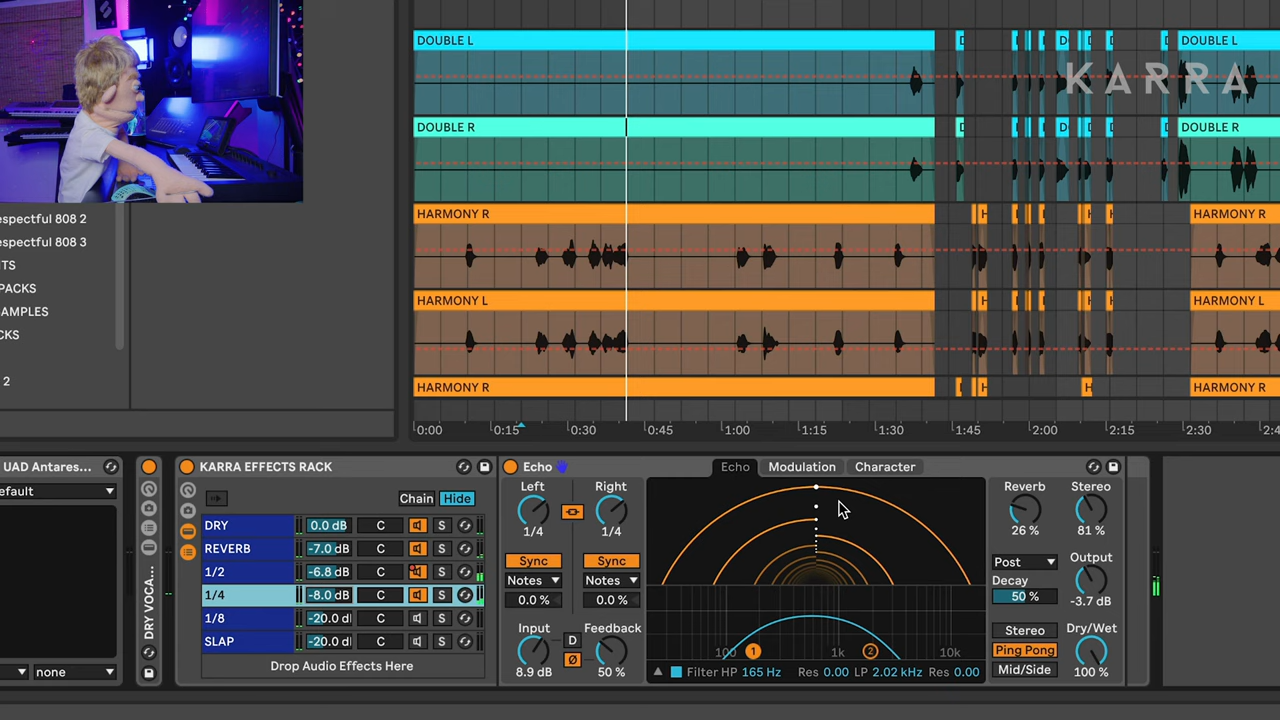 DOUBLE L
DOUBLE L
KARRA
DOUBLE R
DOUBLE R
HARMONY R
HARMONY R
HARMONY L
HARMONY L
HARMONY R
HARMONY R
0:00 0:15 0:30 0:45 1:00 1:15 1:30 1:45 2:00 2:15 2:30
espectful 808 2
espectful 808 3
TS
PACKS
AMPLES
CKS
2
UAD Antares...
efault
none
DRY VOCA...
KARRA EFFECTS RACK
Chain Hide
DRY 0.0 dB C S
REVERB -7.0 dB C S
1/2 -6.8 dB C S
1/4 -8.0 dB C S
1/8 -20.0 d C S
SLAP -20.0 d C S
Drop Audio Effects Here
Echo
Left Right
1/4 1/4
Sync Sync
Notes Notes
0.0 % 0.0 %
Input D Feedback
8.9 dB Ø 50 %
Echo Modulation Character
100 1 1k 2 10k
Filter HP 165 Hz Res 0.00 LP 2.02 kHz Res 0.00
Reverb Stereo
26 % 81 %
Post Output
Decay
50 % -3.7 dB
Stereo Dry/Wet
Ping Pong
Mid/Side 100 %